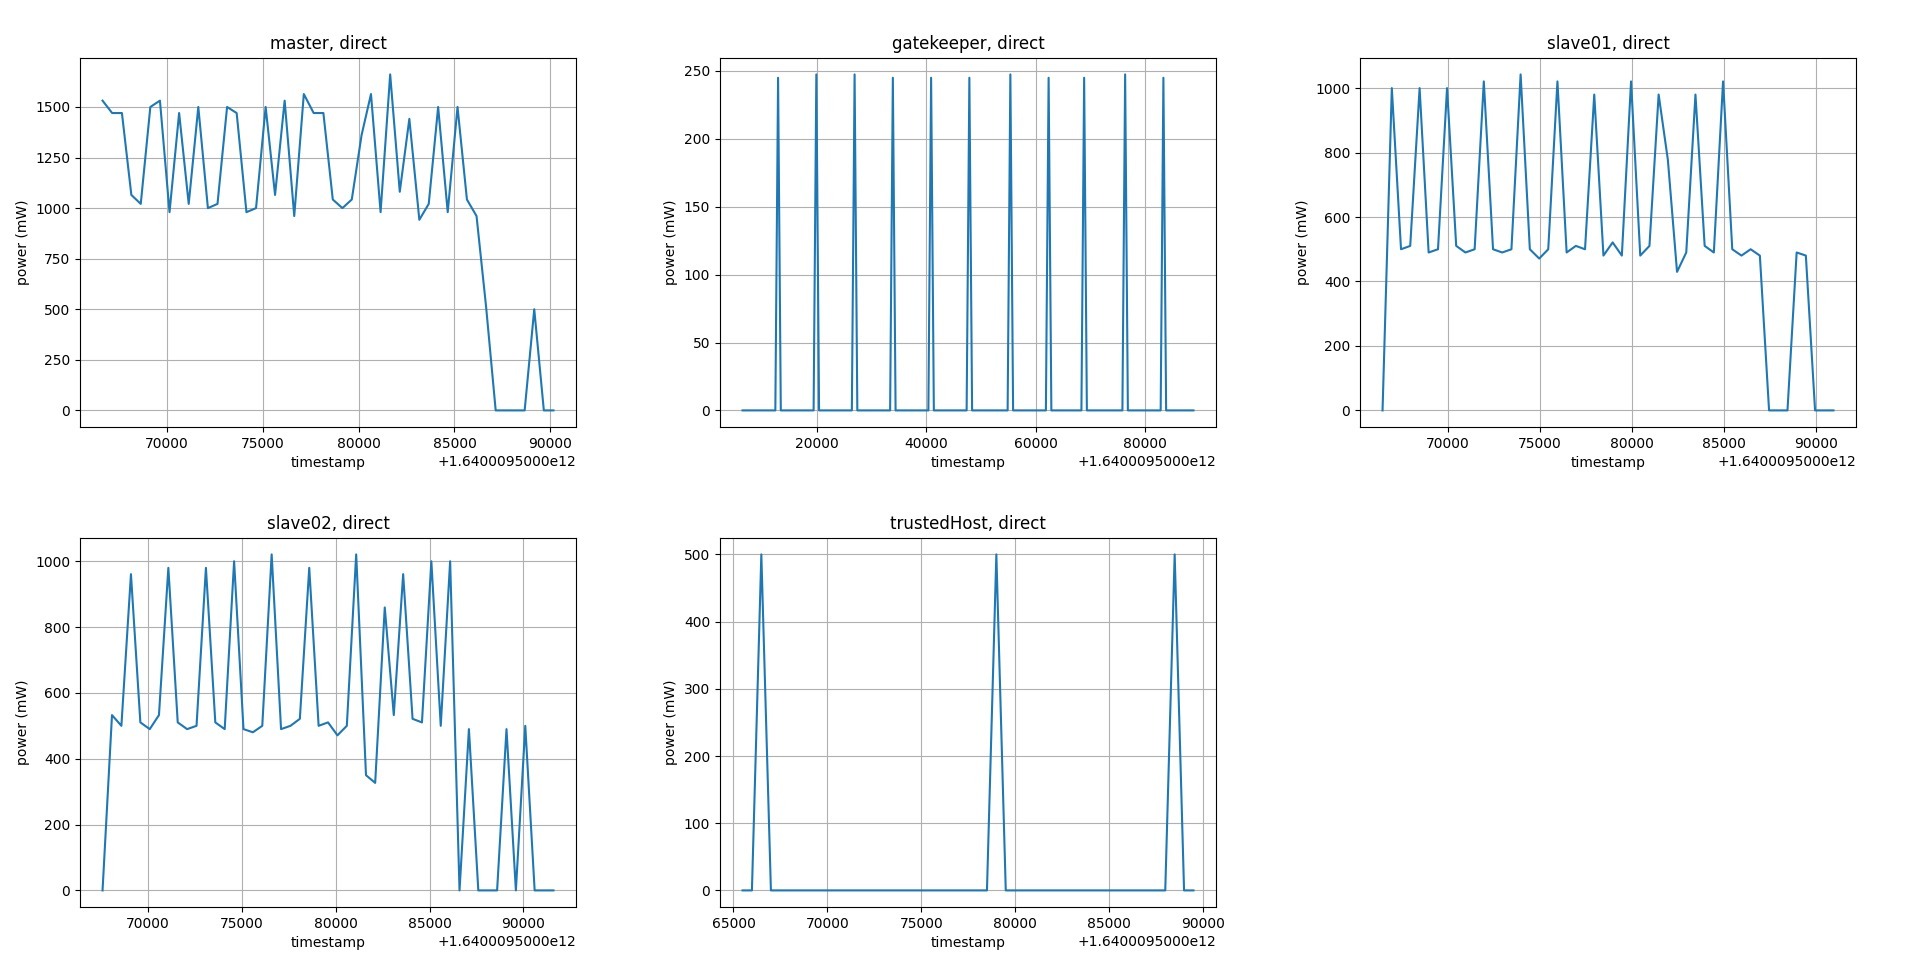 master, direct
power (mW)
1500
1250
1000
750
500
250
0
70000 75000 80000 85000 90000
timestamp
+1.6400095000e12
gatekeeper, direct
power (mW)
250
200
150
100
50
0
20000 40000 60000 80000
timestamp
+1.6400095000e12
slave01, direct
power (mW)
1000
800
600
400
200
0
70000 75000 80000 85000 90000
timestamp
+1.6400095000e12
slave02, direct
power (mW)
1000
800
600
400
200
0
70000 75000 80000 85000 90000
timestamp
+1.6400095000e12
trustedHost, direct
power (mW)
500
400
300
200
100
0
65000 70000 75000 80000 85000 90000
timestamp
+1.6400095000e12